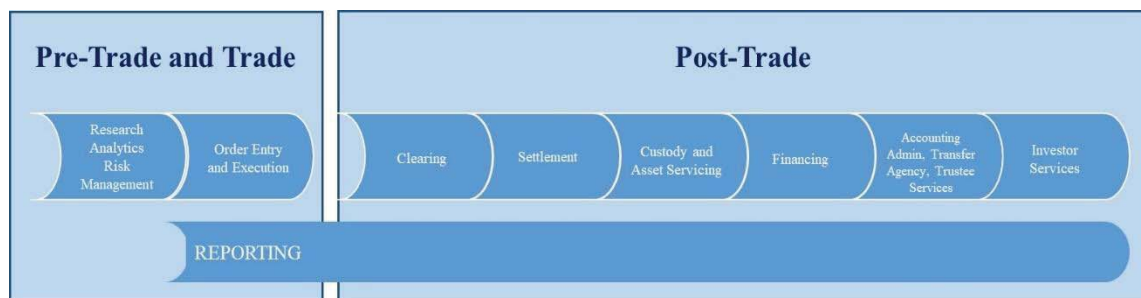 Pre-Trade and Trade
Post-Trade
Research
Analytics
Risk
Management
Order Entry
and Execution
Clearing
Settlement
Custody and
Asset Servicing
Financing
Accounting
Admin, Transfer
Agency, Trustee
Services
Investor
Services
REPORTING